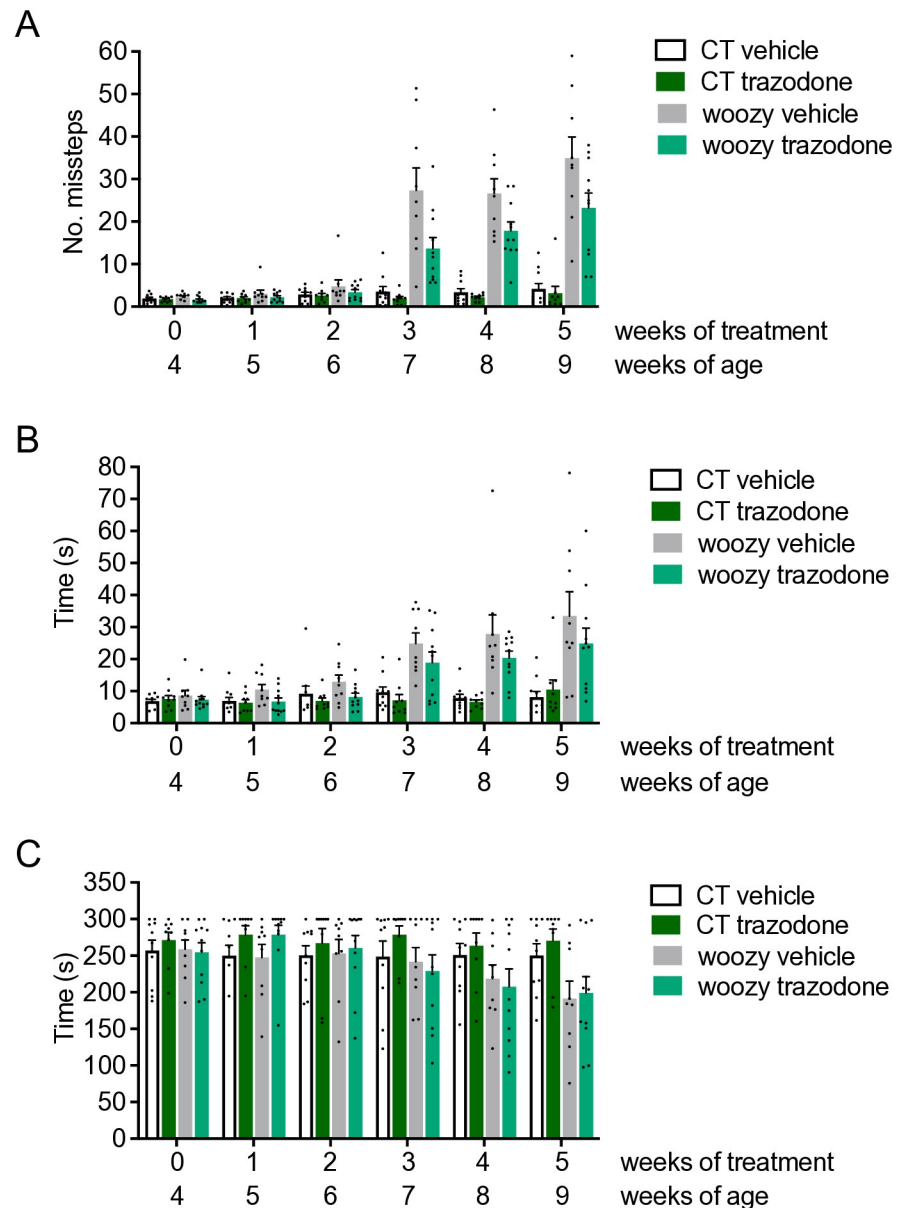 A
No. missteps
60
50
40
30
20
10
0
CT vehicle
CT trazodone
woozy vehicle
woozy trazodone
0 1 2 3 4 5 weeks of treatment
4 5 6 7 8 9 weeks of age
B
Time (s)
80
70
60
50
40
30
20
10
0
CT vehicle
CT trazodone
woozy vehicle
woozy trazodone
0 1 2 3 4 5 weeks of treatment
4 5 6 7 8 9 weeks of age
C
Time (s)
350
300
250
200
150
100
50
0
CT vehicle
CT trazodone
woozy vehicle
woozy trazodone
0 1 2 3 4 5 weeks of treatment
4 5 6 7 8 9 weeks of age